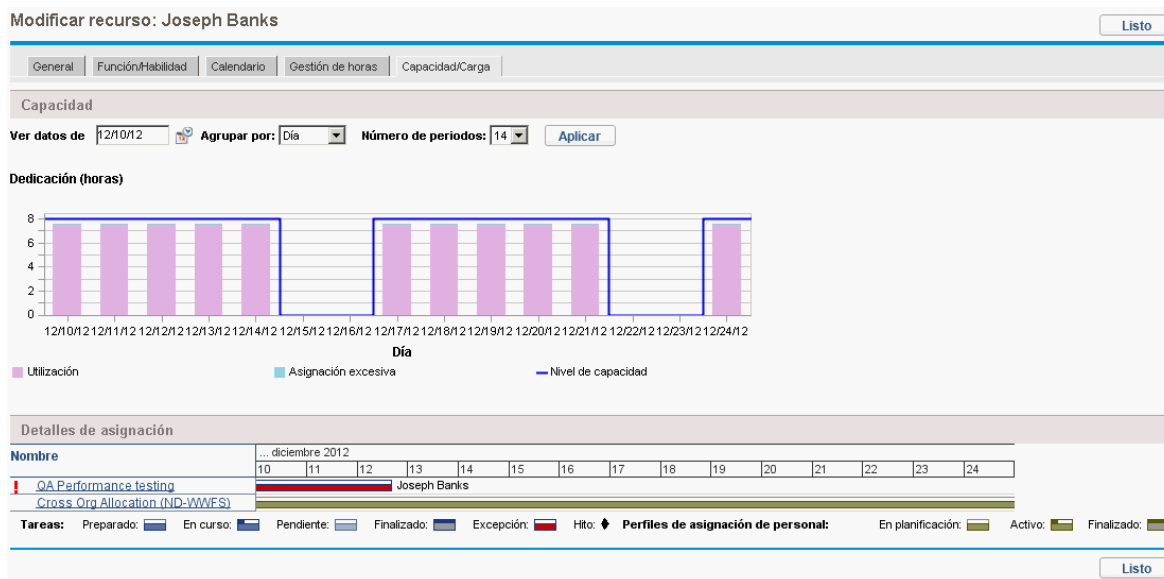 Modificar recurso: Joseph Banks
Listo
General Función/Habilidad Calendario Gestión de horas Capacidad/Carga
Capacidad
Ver datos de 12/10/12 Agrupar por: Día Número de periodos: 14 Aplicar
Dedicación (horas)
8
6
4
2
0
12/10/12 12/11/12 12/12/12 12/13/12 12/14/12 12/15/12 12/16/12 12/17/12 12/18/12 12/19/12 12/20/12 12/21/12 12/22/12 12/23/12 12/24/12
Día
Utilización Asignación excesiva Nivel de capacidad
Detalles de asignación
Nombre ... diciembre 2012
10 11 12 13 14 15 16 17 18 19 20 21 22 23 24
! QA Performance testing Joseph Banks
Cross Org Allocation (ND-WWFS)
Tareas: Preparado: En curso: Pendiente: Finalizado: Excepción: Hito: Perfiles de asignación de personal: En planificación: Activo: Finalizado:
Listo